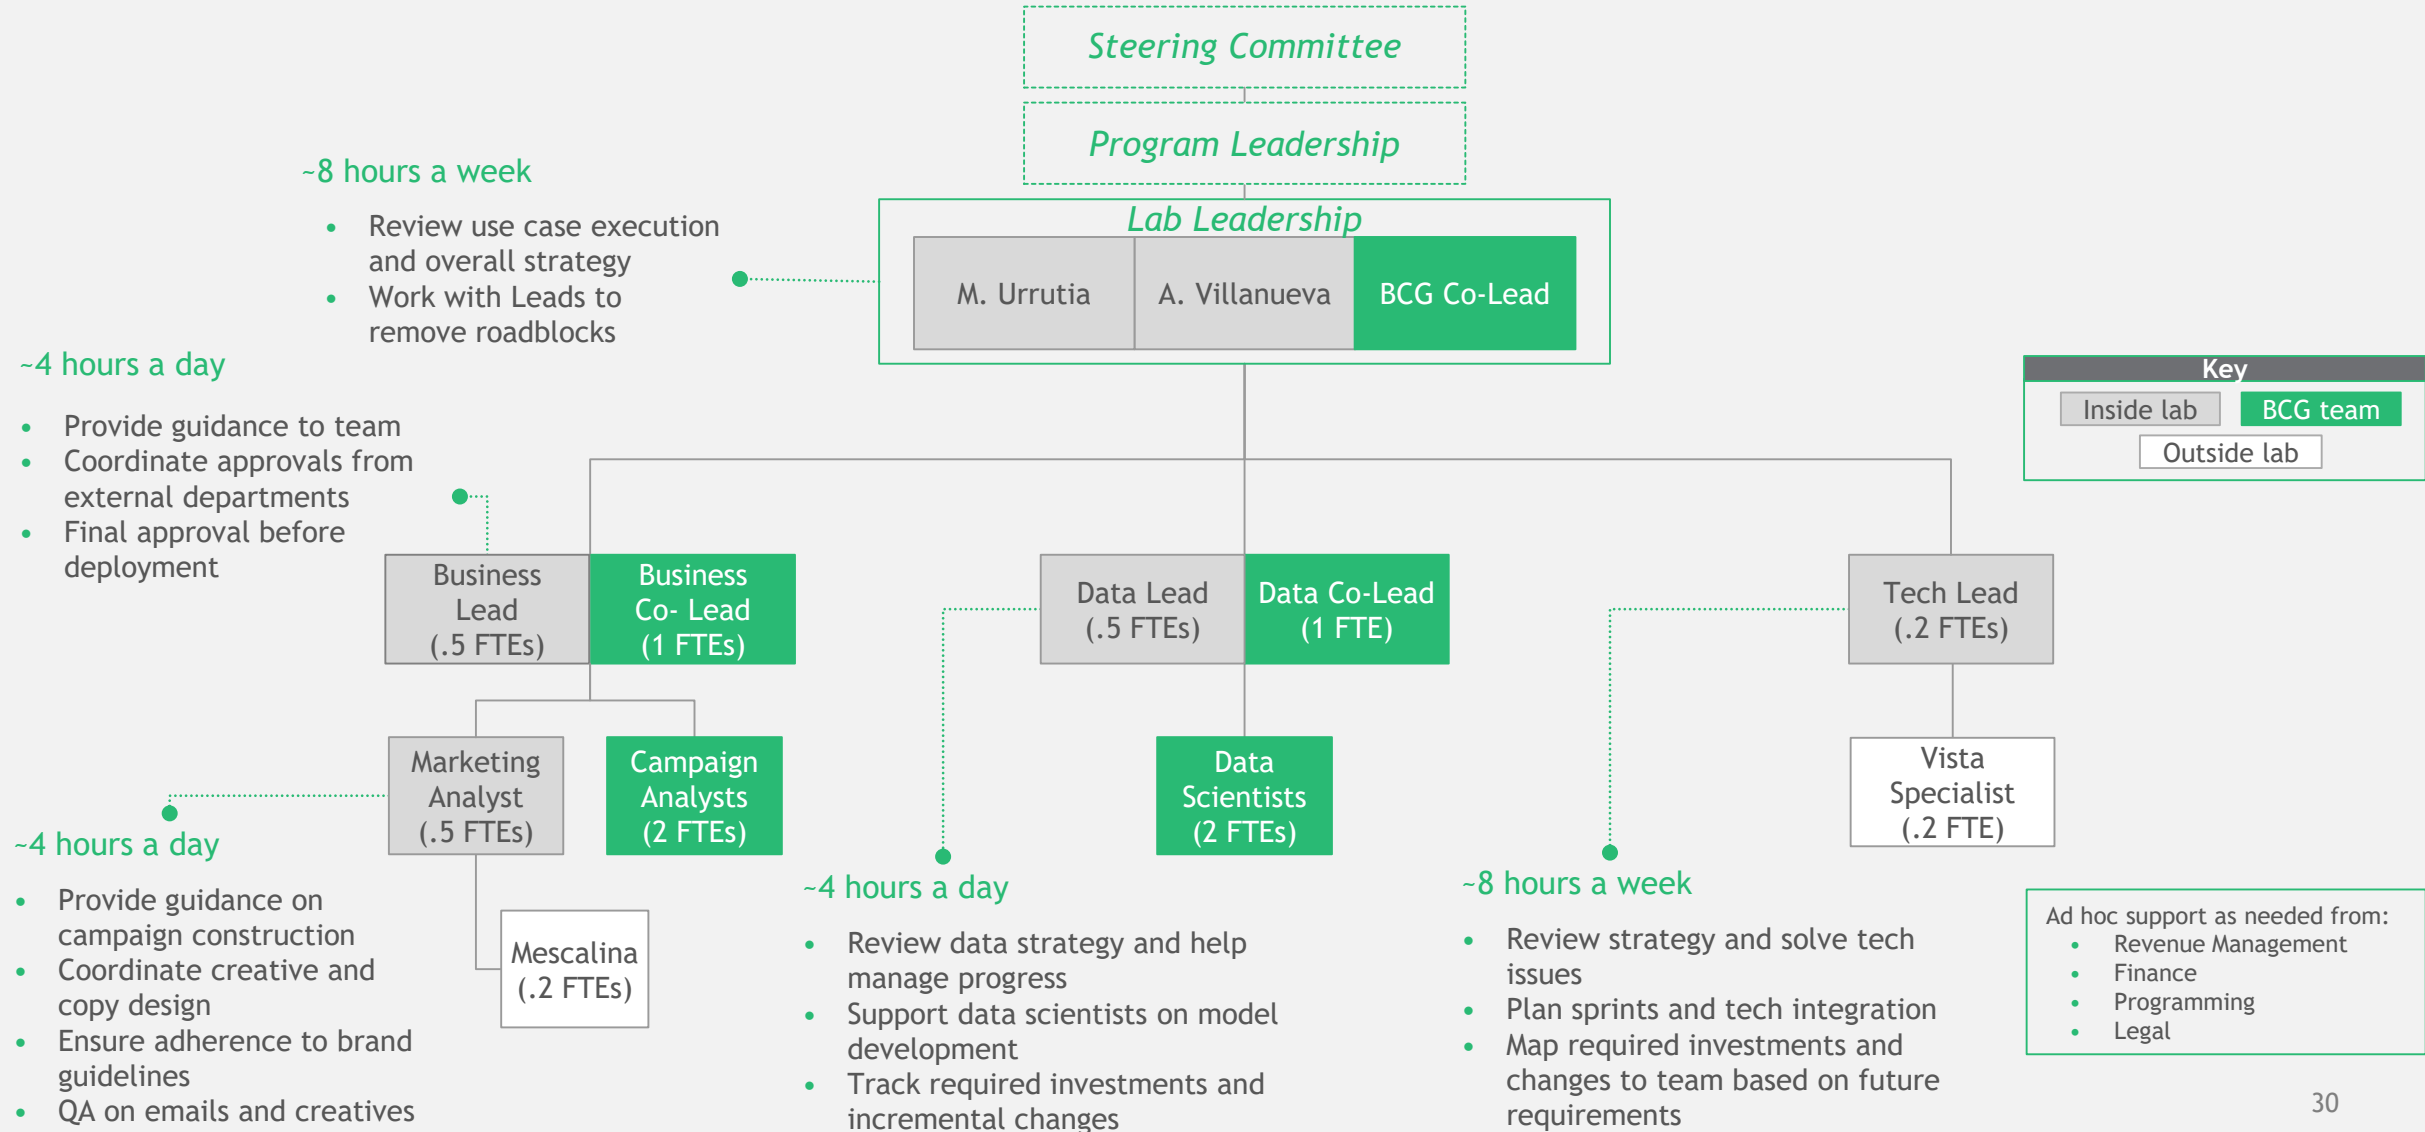 Steering Committee
Program Leadership
Lab Leadership
M. Urrutia
A. Villanueva
BCG Co-Lead
~8 hours a week
• Review use case execution
and overall strategy
• Work with Leads to
remove roadblocks
~4 hours a day
• Provide guidance to team
• Coordinate approvals from
external departments
• Final approval before
deployment
Key
Inside lab
BCG team
Outside lab
Business
Lead
(.5 FTEs)
Business
Co- Lead
(1 FTEs)
Data Lead
(.5 FTEs)
Data Co-Lead
(1 FTE)
Tech Lead
(.2 FTEs)
Marketing
Analyst
(.5 FTEs)
Campaign
Analysts
(2 FTEs)
Data
Scientists
(2 FTEs)
Vista
Specialist
(.2 FTE)
Mescalina
(.2 FTEs)
~4 hours a day
• Provide guidance on
campaign construction
• Coordinate creative and
copy design
• Ensure adherence to brand
guidelines
• QA on emails and creatives
~4 hours a day
• Review data strategy and help
manage progress
• Support data scientists on model
development
• Track required investments and
incremental changes
~8 hours a week
• Review strategy and solve tech
issues
• Plan sprints and tech integration
• Map required investments and
changes to team based on future
requirements
Ad hoc support as needed from:
• Revenue Management
• Finance
• Programming
• Legal
30